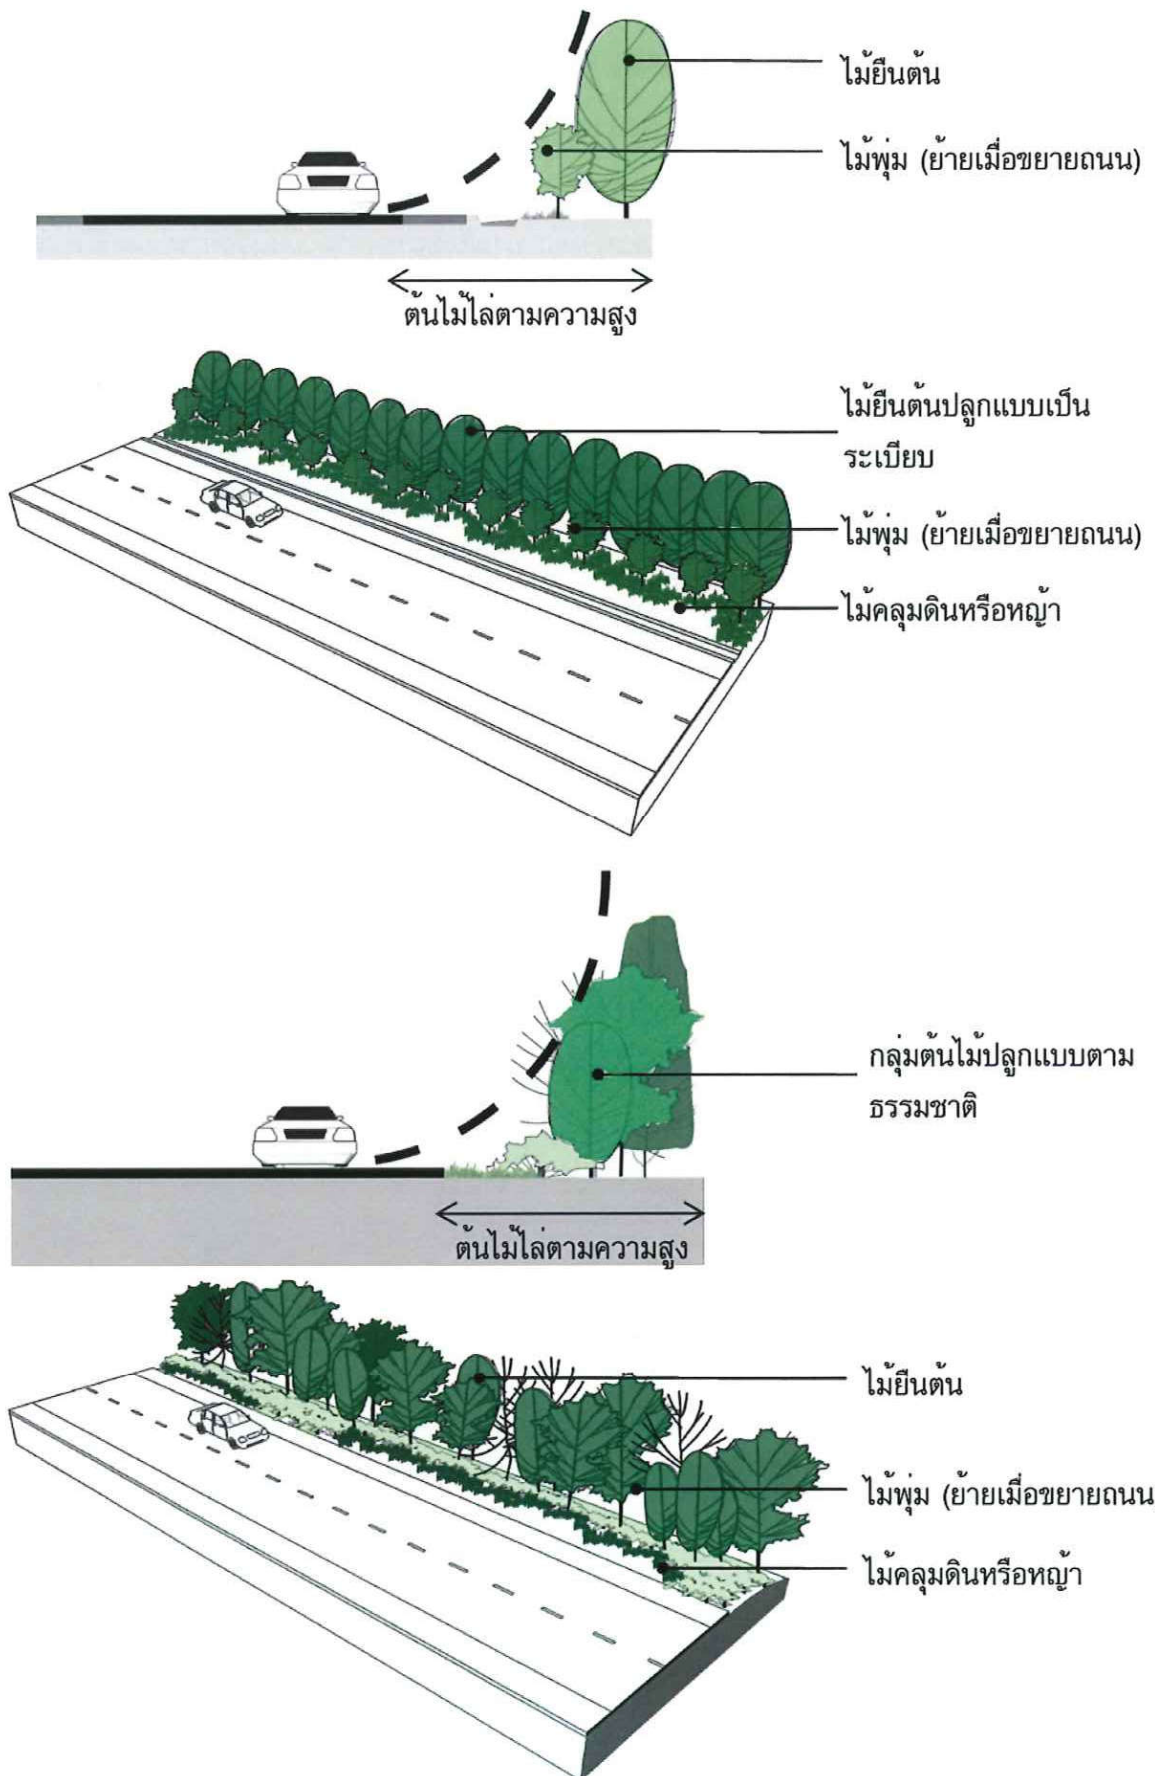 ไม้ยืนต้น
ไม้พุ่ม (ย้ายเมื่อขยายถนน)
ต้นไม้ไล่ตามความสูง
ไม้ยืนต้นปลูกแบบเป็น
ระเบียบ
ไม้พุ่ม (ย้ายเมื่อขยายถนน)
ไม้คลุมดินหรือหญ้า
กลุ่มต้นไม้ปลูกแบบตาม
ธรรมชาติ
ต้นไม้ไล่ตามความสูง
ไม้ยืนต้น
ไม้พุ่ม (ย้ายเมื่อขยายถนน
ไม้คลุมดินหรือหญ้า